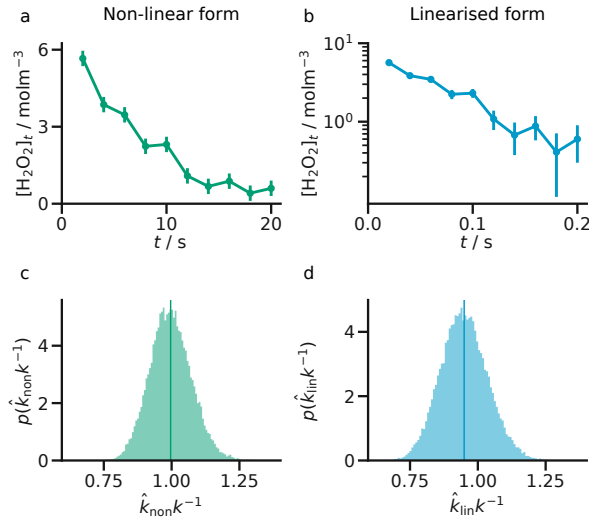 a Non-linear form
b Linearised form
[H₂O₂]ₜ / molm⁻³
6
3
0
0
10
20
t / s
[H₂O₂]ₜ / molm⁻³
10¹
10⁰
0.0
0.1
0.2
t / s
c
p(k̂ₙₒₙk⁻¹)
4
2
0
0.75
1.00
1.25
k̂ₙₒₙk⁻¹
d
p(k̂ₗᵢₙk⁻¹)
4
2
0
0.75
1.00
1.25
k̂ₗᵢₙk⁻¹